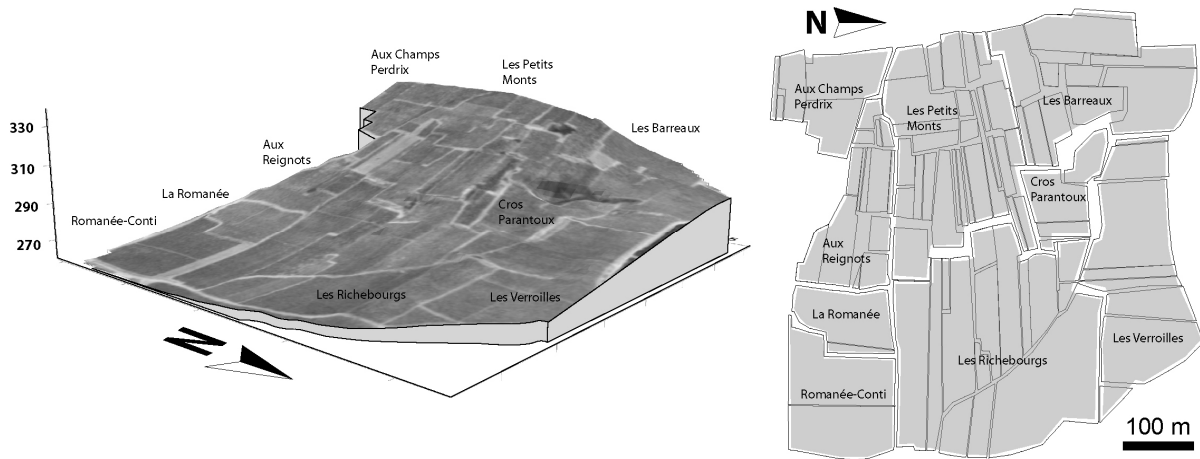 Aux Champs
Perdrix
Les Petits
Monts
Les Barreaux
Aux
Reignots
La Romanée
Romanée-Conti
Cros
Parantoux
Les Richebourgs
Les Verroilles
330
310
290
270
N
N
Aux Champs
Perdrix
Les Petits
Monts
Les Barreaux
Cros
Parantoux
Aux
Reignots
La Romanée
Les Richebourgs
Les Verroilles
Romanée-Conti
100 m